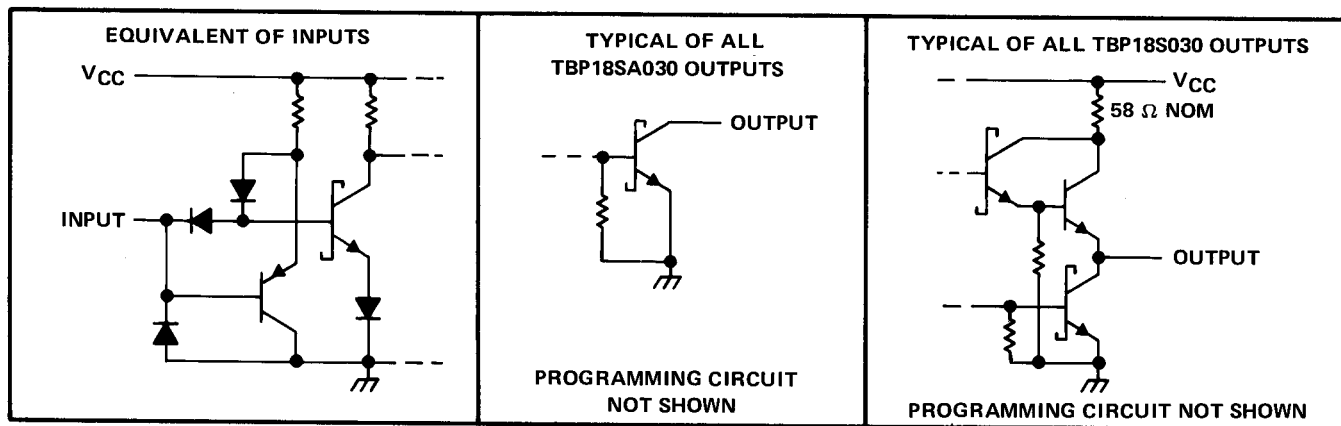 EQUIVALENT OF INPUTS
VCC
INPUT
TYPICAL OF ALL
TBP18SA030 OUTPUTS
OUTPUT
PROGRAMMING CIRCUIT
NOT SHOWN
TYPICAL OF ALL TBP18S030 OUTPUTS
VCC
58 Ω NOM
OUTPUT
PROGRAMMING CIRCUIT NOT SHOWN